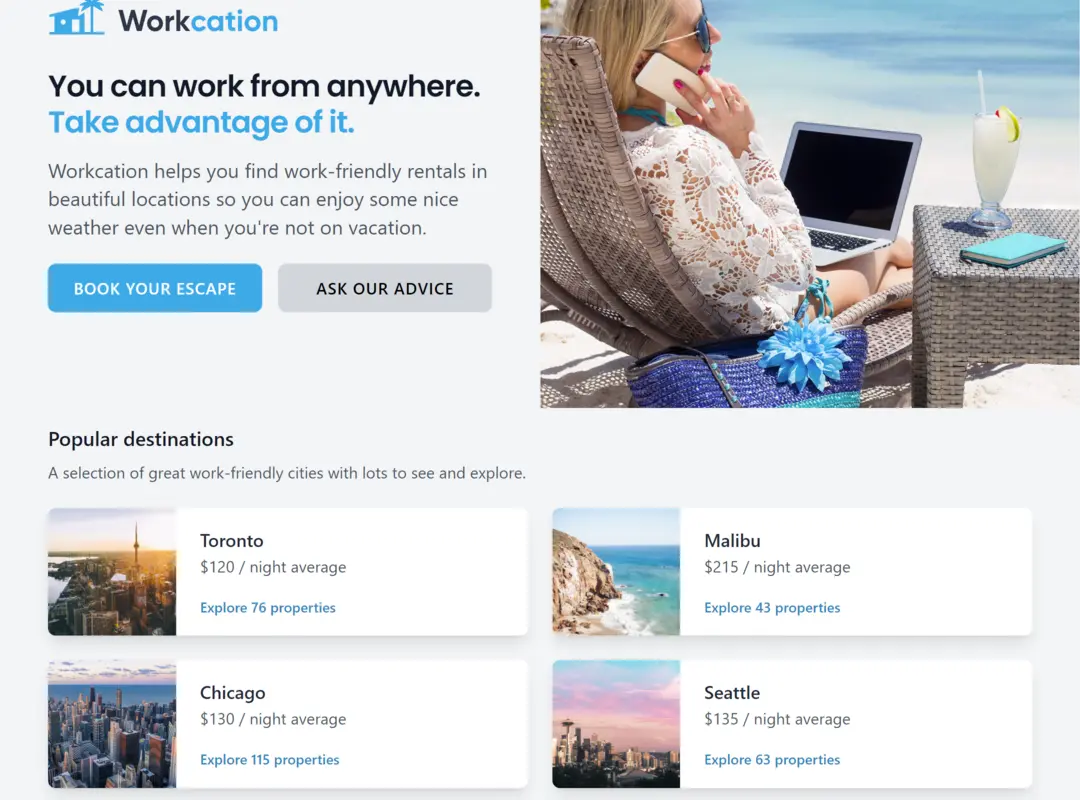 Workcation
You can work from anywhere.
Take advantage of it.
Workcation helps you find work-friendly rentals in
beautiful locations so you can enjoy some nice
weather even when you're not on vacation.
BOOK YOUR ESCAPE
ASK OUR ADVICE
Popular destinations
A selection of great work-friendly cities with lots to see and explore.
Toronto
$120 / night average
Explore 76 properties
Malibu
$215 / night average
Explore 43 properties
Chicago
$130 / night average
Explore 115 properties
Seattle
$135 / night average
Explore 63 properties